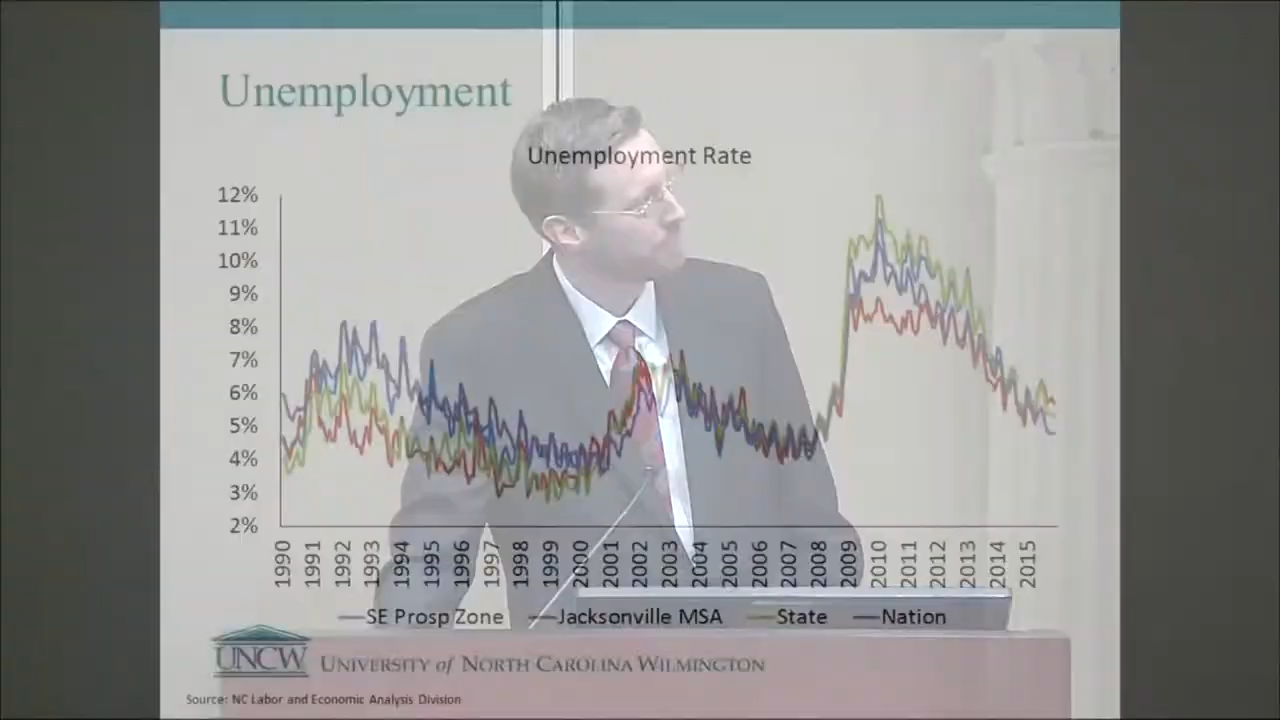 Unemployment
Unemployment Rate
12%
11%
10%
9%
8%
7%
6%
5%
4%
3%
2%
1990 1991 1992 1993 1994 1995 1996 1997 1998 1999 2000 2001 2002 2003 2004 2005 2006 2007 2008 2009 2010 2011 2012 2013 2014 2015
SE Prosp Zone Jacksonville MSA State Nation
UNCW UNIVERSITY of NORTH CAROLINA WILMINGTON
Source: NC Labor and Economic Analysis Division